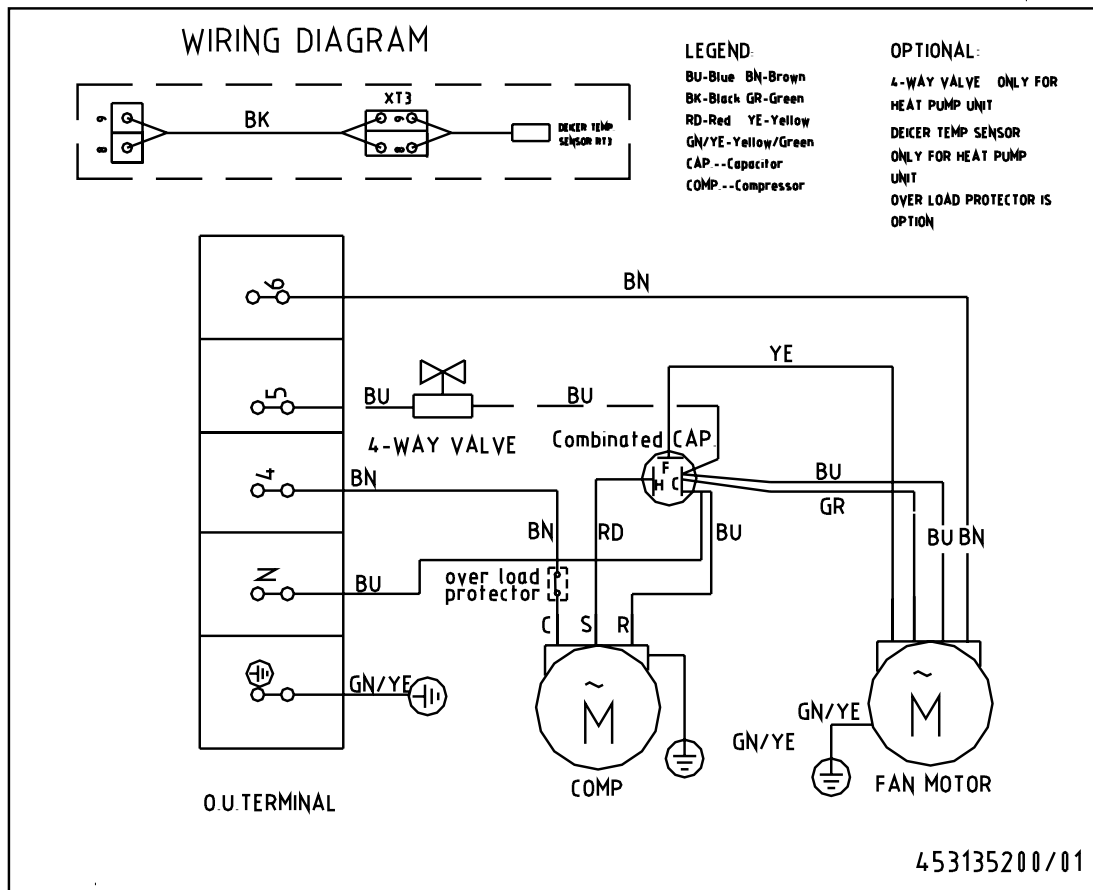 WIRING DIAGRAM
XT3
9
8
BK
9
8
DEICER TEMP
SENSOR RT3
LEGEND:
BU-Blue BN-Brown
BK-Black GR-Green
RD-Red YE-Yellow
GN/YE-Yellow/Green
CAP.--Capacitor
COMP.--Compressor
OPTIONAL:
4-WAY VALVE ONLY FOR
HEAT PUMP UNIT
DEICER TEMP SENSOR
ONLY FOR HEAT PUMP
UNIT
OVER LOAD PROTECTOR IS
OPTION
6
BN
YE
5
BU
BU
4-WAY VALVE
Combinated CAP.
F
H C
4
BN
BU
GR
BN
RD
BU
BU
BN
N
BU
over load
protector
C
S
R
GN/YE
M
M
GN/YE
GN/YE
COMP
FAN MOTOR
O.U.TERMINAL
453135200/01